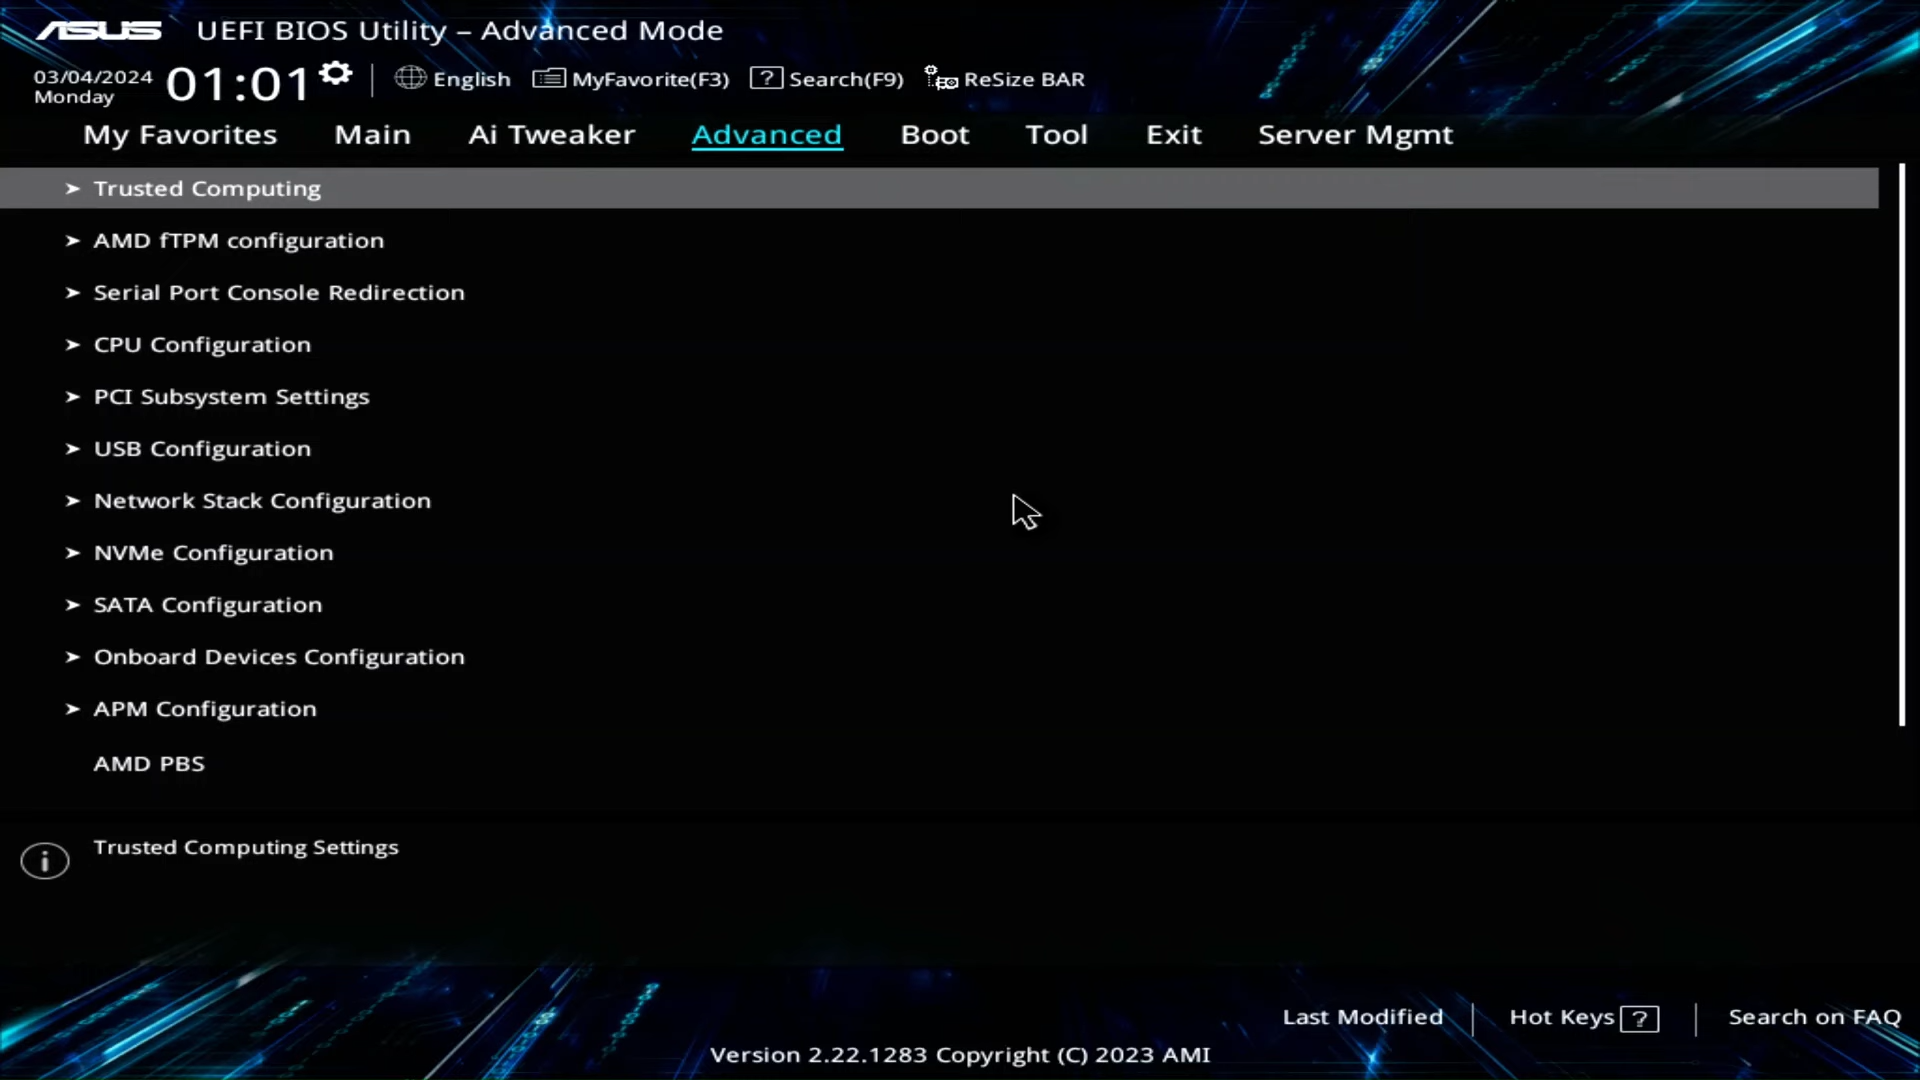 ASUS UEFI BIOS Utility – Advanced Mode
03/04/2024
Monday
01:01
English MyFavorite(F3) ? Search(F9) ReSize BAR
My Favorites Main Ai Tweaker Advanced Boot Tool Exit Server Mgmt
Trusted Computing
AMD fTPM configuration
Serial Port Console Redirection
CPU Configuration
PCI Subsystem Settings
USB Configuration
Network Stack Configuration
NVMe Configuration
SATA Configuration
Onboard Devices Configuration
APM Configuration
AMD PBS
i Trusted Computing Settings
Last Modified Hot Keys ? Search on FAQ
Version 2.22.1283 Copyright (C) 2023 AMI